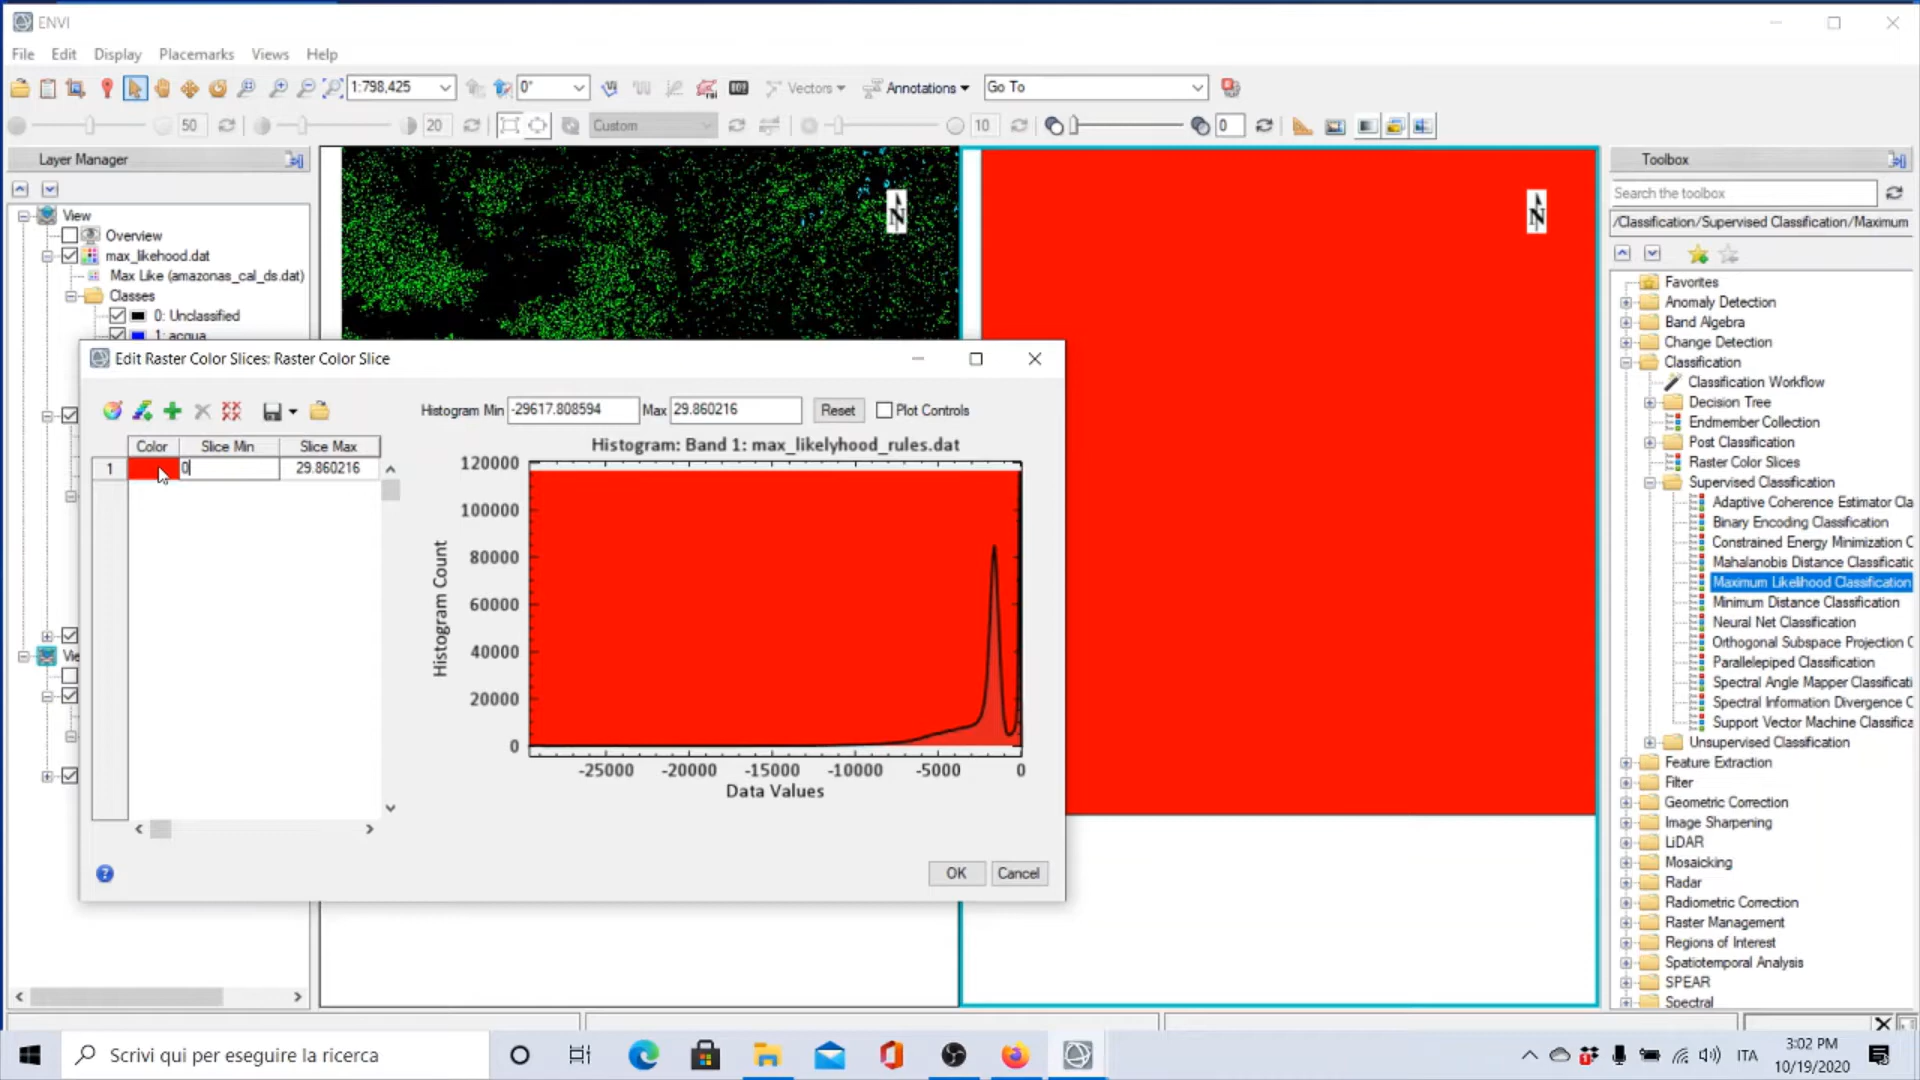 ENVI
File Edit Display Placemarks Views Help
1:798,425 0° Vectors Annotations Go To
50 20 Custom 10 0
Layer Manager
View
Overview
max_likehood.dat
Max Like (amazonas_cal_ds.dat)
Classes
0: Unclassified
1: acqua
N
N
Edit Raster Color Slices: Raster Color Slice
Histogram Min -29617.808594 Max 29.860216 Reset Plot Controls
Color Slice Min Slice Max
1 0 29.860216
Histogram: Band 1: max_likelyhood_rules.dat
120000
100000
80000
60000
40000
20000
0
Histogram Count
-25000 -20000 -15000 -10000 -5000 0
Data Values
OK Cancel
Toolbox
Search the toolbox
/Classification/Supervised Classification/Maximum
Favorites
Anomaly Detection
Band Algebra
Change Detection
Classification
Classification Workflow
Decision Tree
Endmember Collection
Post Classification
Raster Color Slices
Supervised Classification
Adaptive Coherence Estimator Cla
Binary Encoding Classification
Constrained Energy Minimization C
Mahalanobis Distance Classificatio
Maximum Likelihood Classification
Minimum Distance Classification
Neural Net Classification
Orthogonal Subspace Projection C
Parallelepiped Classification
Spectral Angle Mapper Classificati
Spectral Information Divergence C
Support Vector Machine Classifica
Unsupervised Classification
Feature Extraction
Filter
Geometric Correction
Image Sharpening
LiDAR
Mosaicking
Radar
Radiometric Correction
Raster Management
Regions of Interest
Spatiotemporal Analysis
SPEAR
Spectral
Scrivi qui per eseguire la ricerca
ITA
3:02 PM
10/19/2020